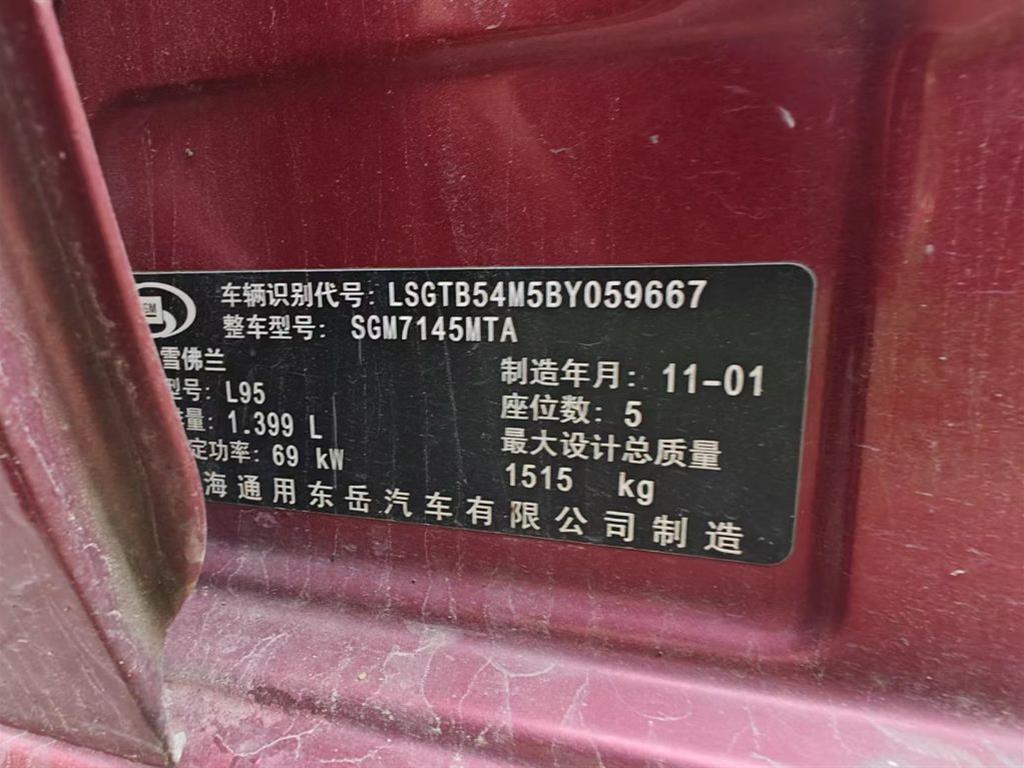 GM
车辆识别代号: LSGTB54M5BY059667
整车型号: SGM7145MTA
雪佛兰
型号: L95
量: 1.399 L
定功率: 69 kW
制造年月: 11-01
座位数: 5
最大设计总质量
1515 kg
海通用东岳汽车有限公司制造